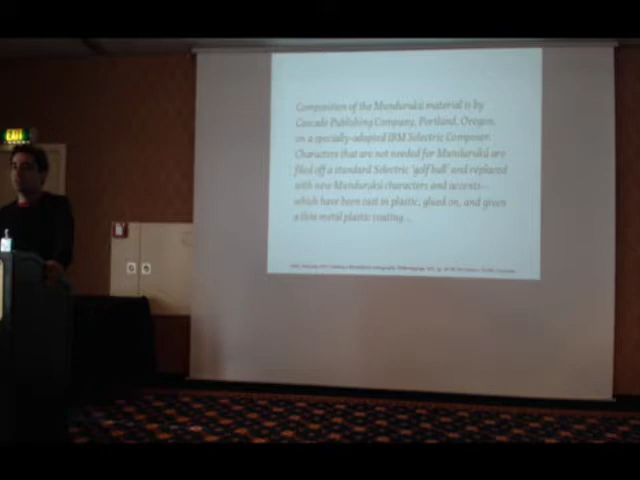 EXIT
Composition of the Mundurukú material is by
Cascade Publishing Company, Portland, Oregon,
on a specially-adapted IBM Selectric Composer.
Characters that are not needed for Mundurukú are
filed off a standard Selectric 'golf ball' and replaced
with new Mundurukú characters and accents—
which have been cast in plastic, glued on, and given
a thin metal plastic coating…